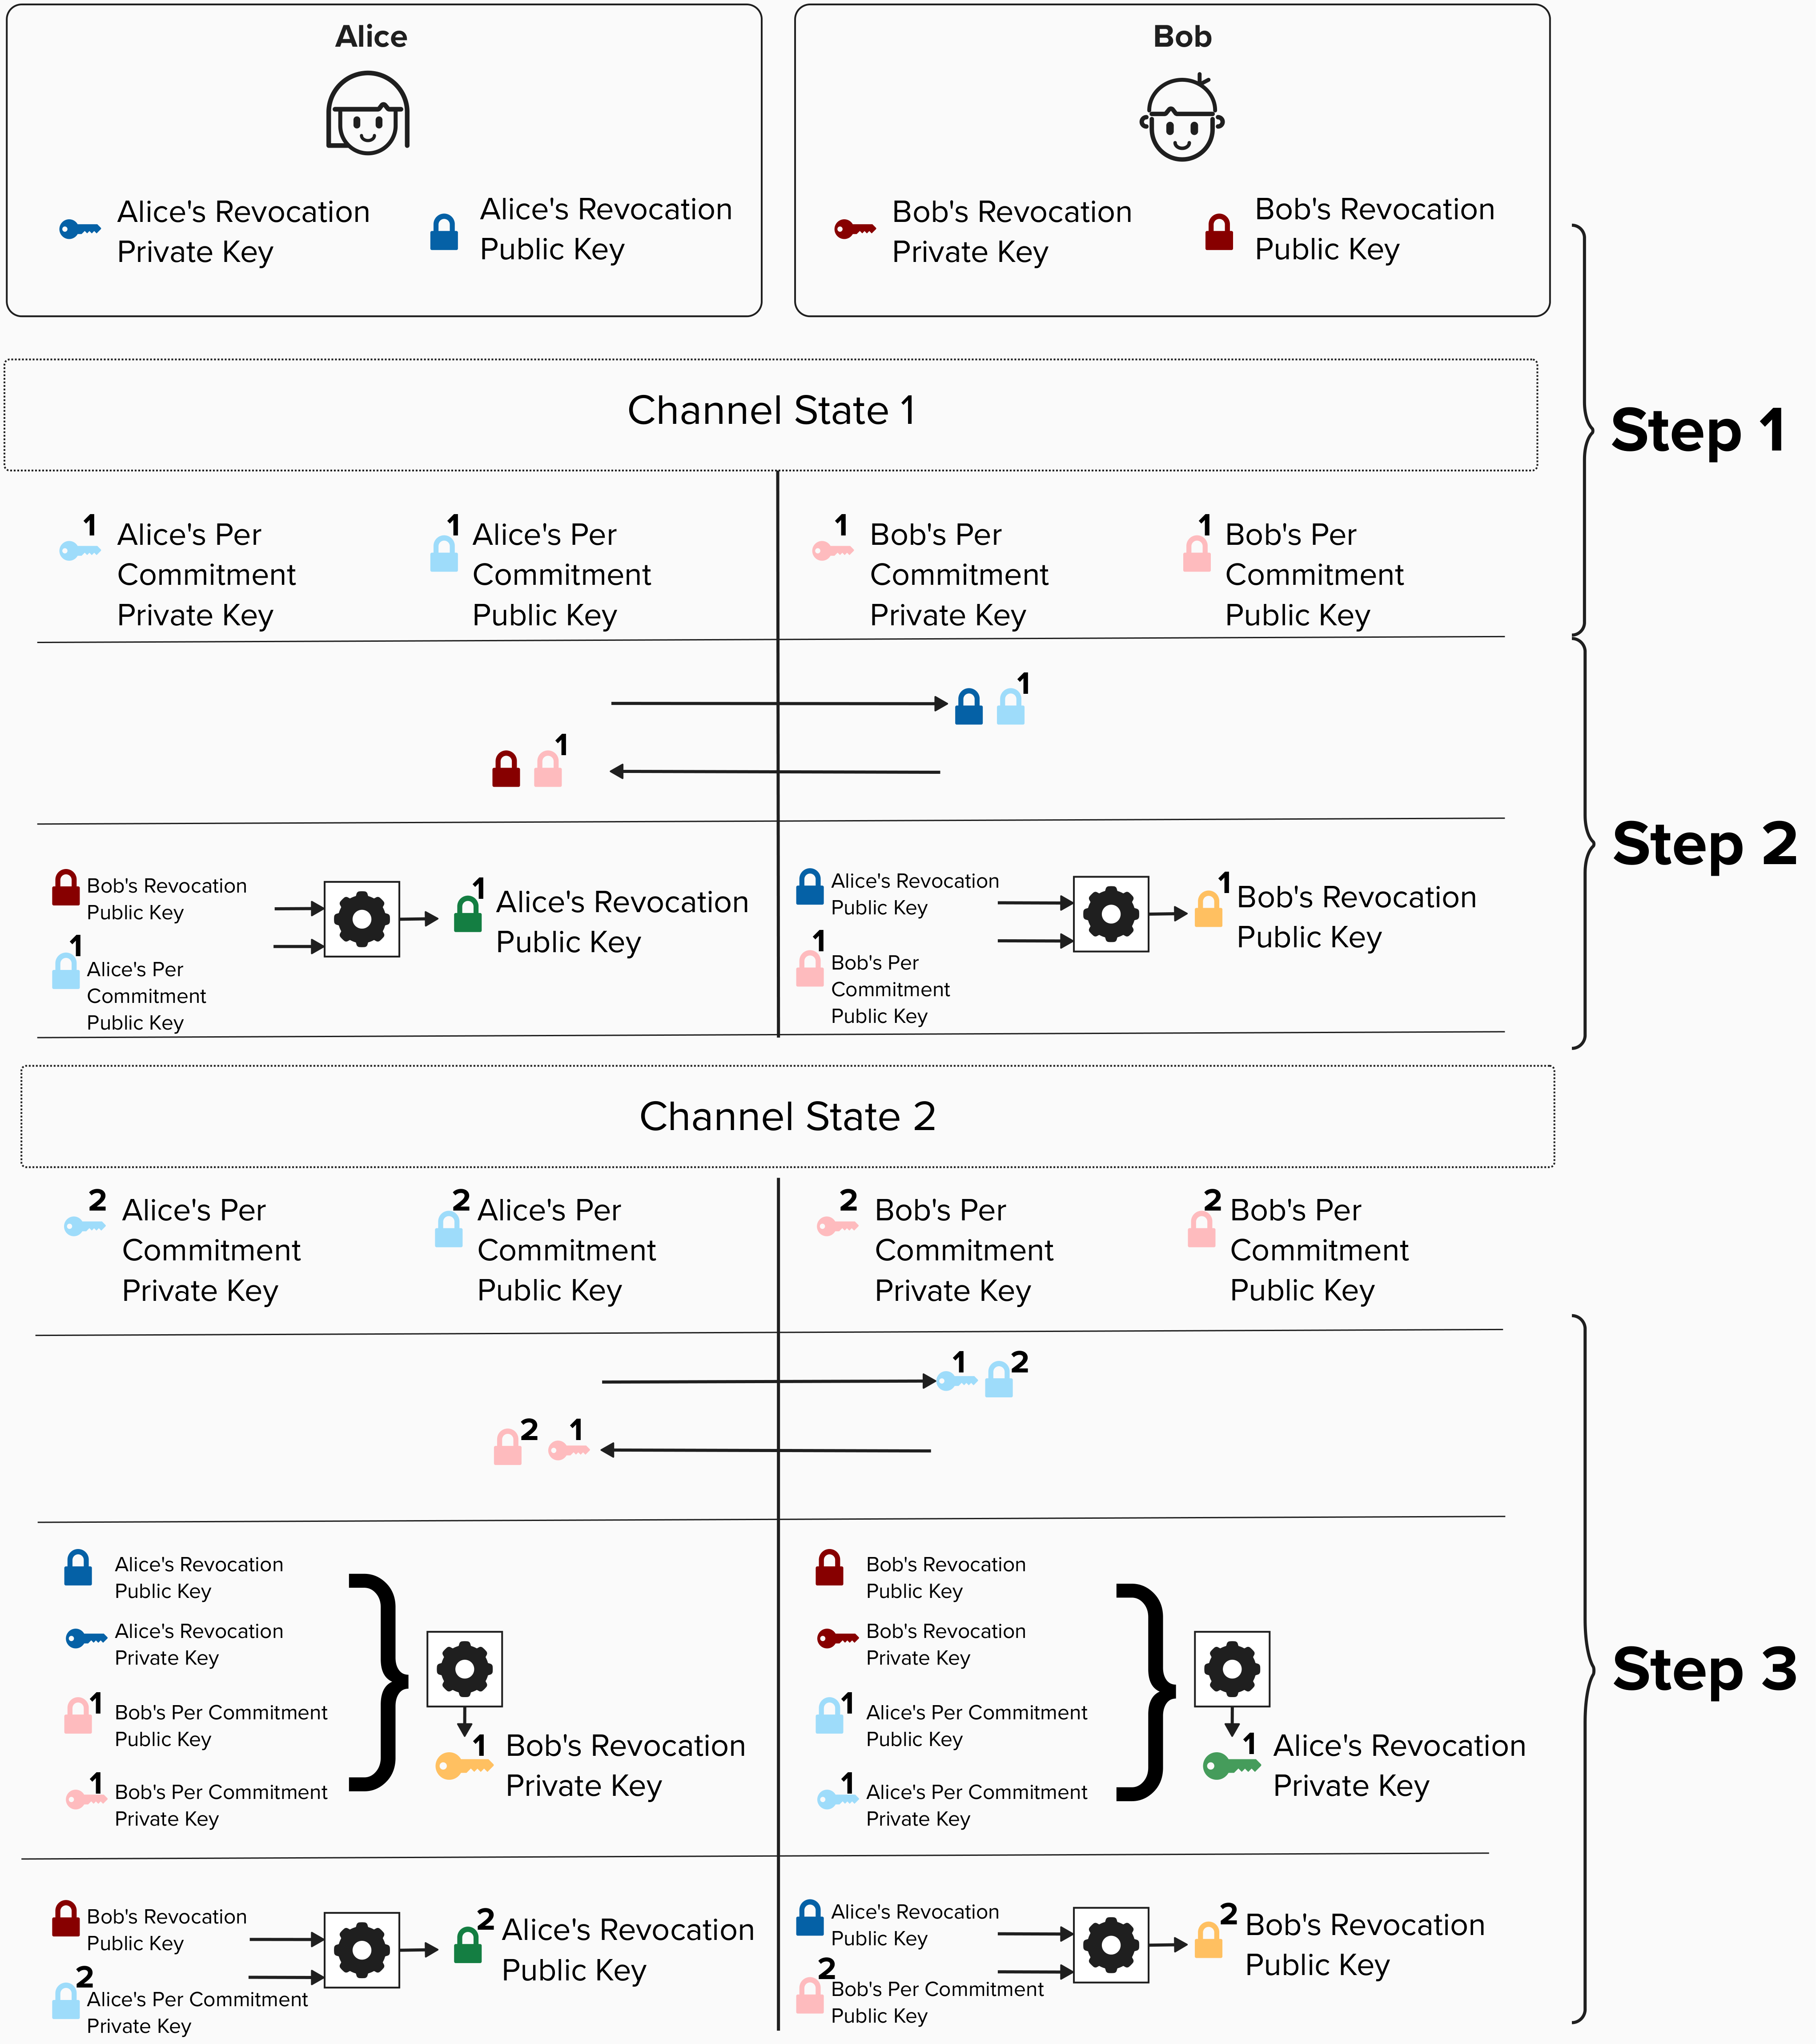 Alice
Bob
Alice's Revocation
Private Key
Alice's Revocation
Public Key
Bob's Revocation
Private Key
Bob's Revocation
Public Key
Channel State 1
Step 1
1
Alice's Per
Commitment
Private Key
1
Alice's Per
Commitment
Public Key
1
Bob's Per
Commitment
Private Key
1
Bob's Per
Commitment
Public Key
1
1
Step 2
Bob's Revocation
Public Key
1
Alice's Per
Commitment
Public Key
1
Alice's Revocation
Public Key
Alice's Revocation
Public Key
1
Bob's Per
Commitment
Public Key
1
Bob's Revocation
Public Key
Channel State 2
2
Alice's Per
Commitment
Private Key
2
Alice's Per
Commitment
Public Key
2
Bob's Per
Commitment
Private Key
2
Bob's Per
Commitment
Public Key
1 2
2 1
Step 3
Alice's Revocation
Public Key
Alice's Revocation
Private Key
1
Bob's Per Commitment
Public Key
1
Bob's Per Commitment
Private Key
1
Bob's Revocation
Private Key
Bob's Revocation
Public Key
Bob's Revocation
Private Key
1
Alice's Per Commitment
Public Key
1
Alice's Per Commitment
Private Key
1
Alice's Revocation
Private Key
Bob's Revocation
Public Key
2
Alice's Per Commitment
Private Key
2
Alice's Revocation
Public Key
Alice's Revocation
Public Key
2
Bob's Per Commitment
Public Key
2
Bob's Revocation
Public Key